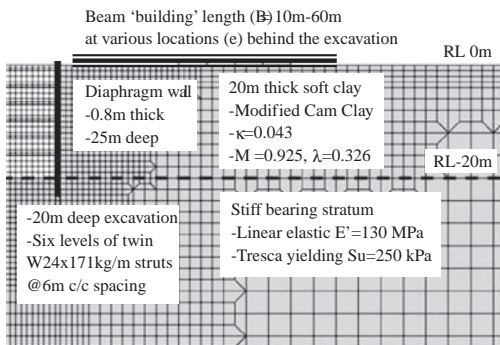 Beam 'building' length (B=) 10m-60m
at various locations (e) behind the excavation
RL 0m
Diaphragm wall
-0.8m thick
-25m deep
20m thick soft clay
-Modified Cam Clay
-κ=0.043
-M =0.925, λ=0.326
RL-20m
-20m deep excavation
-Six levels of twin
W24x171kg/m struts
@6m c/c spacing
Stiff bearing stratum
-Linear elastic E'=130 MPa
-Tresca yielding Su=250 kPa